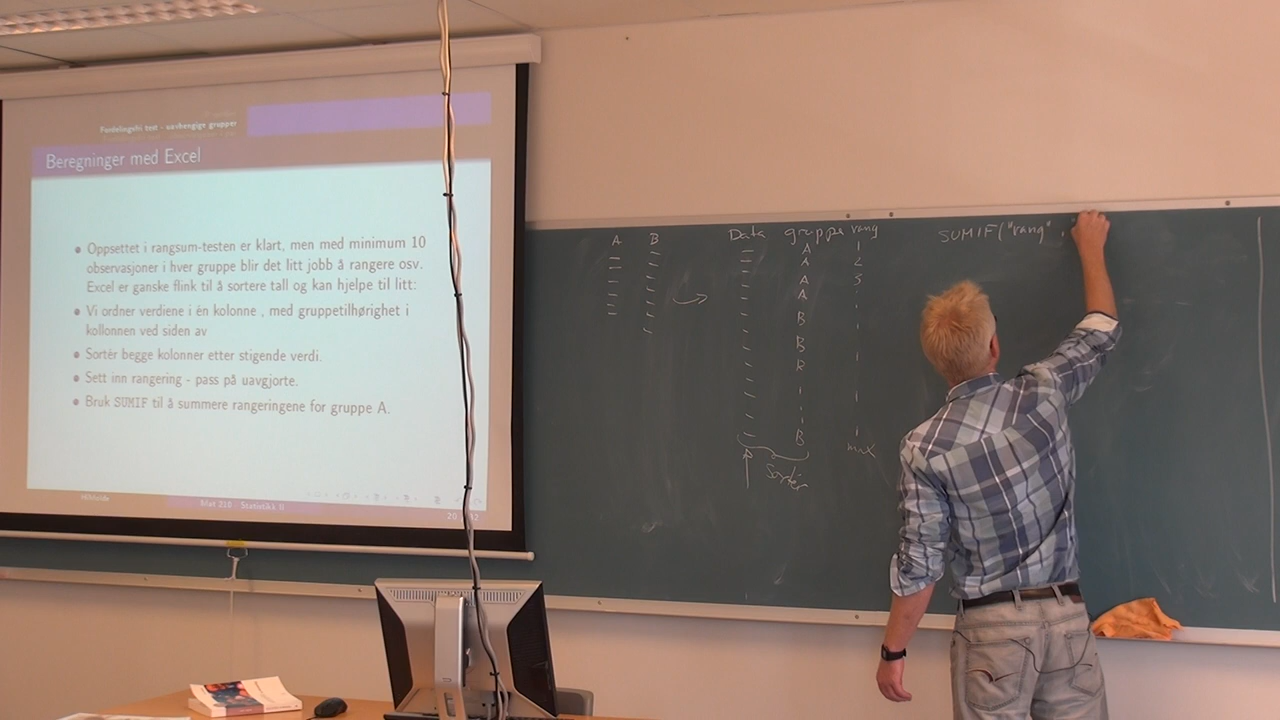 Fordelingsfri test - uavhengige grupper
Beregninger med Excel
Oppsettet i rangsum-testen er klart, men med minimum 10
observasjoner i hver gruppe blir det litt jobb å rangere osv.
Excel er ganske flink til å sortere tall og kan hjelpe til litt:
Vi ordner verdiene i én kolonne , med gruppetilhørighet i
kollonnen ved siden av
Sortér begge kolonner etter stigende verdi.
Sett inn rangering - pass på uavgjorte.
Bruk SUMIF til å summere rangeringene for gruppe A.
HiMolde
Statistikk II
A B Data gruppe rang
SUMIF("rang",
A 1
A 2
A 3
A
B
B
B
B
max
Sortér